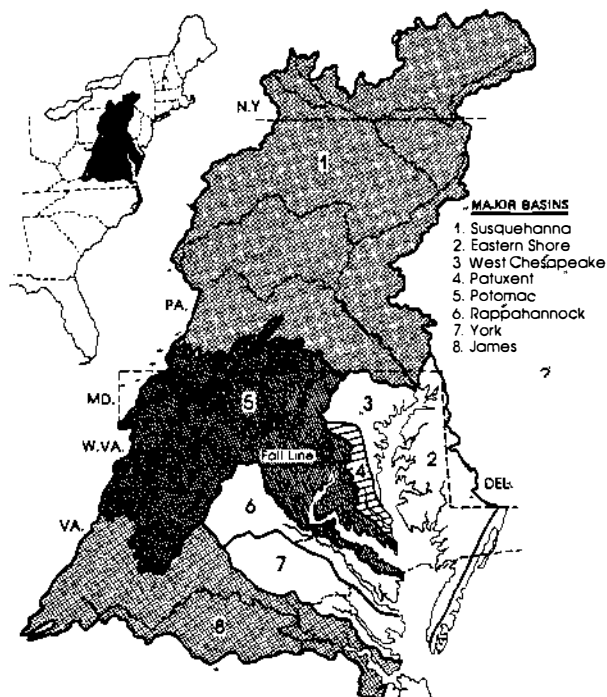 N.Y
1
MAJOR BASINS
1. Susquehanna
2. Eastern Shore
3 West Chesapeake
4. Patuxent
5. Potomac
6. Rappahannock
7. York
8. James
PA.
MD.
5
3
W.VA.
Fall Line
4
2
DEL.
6
VA.
7
8